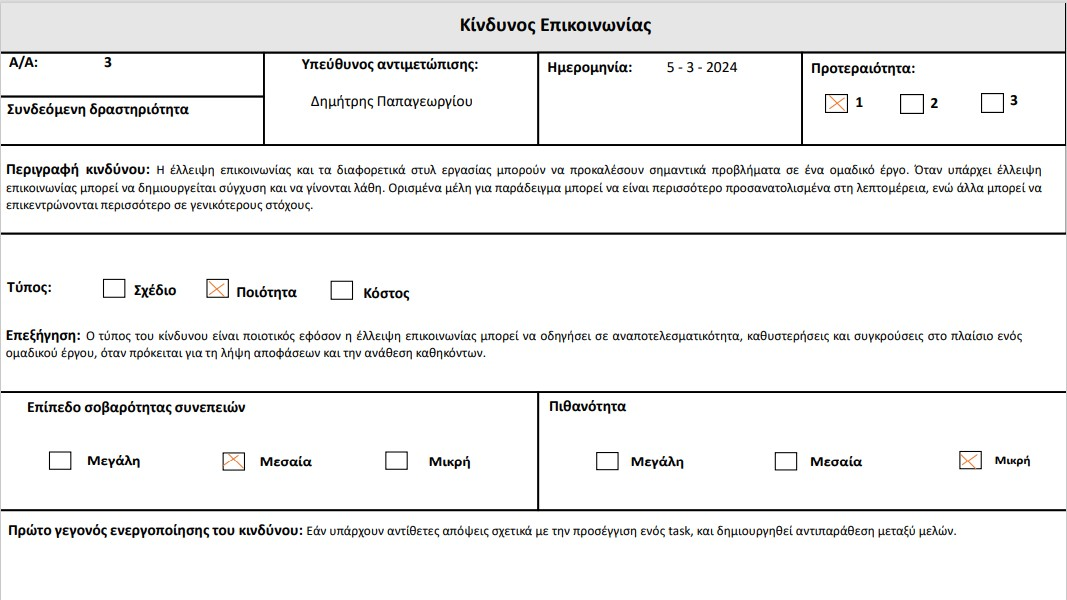 Κίνδυνος Επικοινωνίας
Α/Α: 3
Συνδεόμενη δραστηριότητα
Υπεύθυνος αντιμετώπισης:
Δημήτρης Παπαγεωργίου
Ημερομηνία: 5 - 3 - 2024
Προτεραιότητα:
1 2 3
Περιγραφή κινδύνου: Η έλλειψη επικοινωνίας και τα διαφορετικά στυλ εργασίας μπορούν να προκαλέσουν σημαντικά προβλήματα σε ένα ομαδικό έργο. Όταν υπάρχει έλλειψη
επικοινωνίας μπορεί να δημιουργείται σύγχυση και να γίνονται λάθη. Ορισμένα μέλη για παράδειγμα μπορεί να είναι περισσότερο προσανατολισμένα στη λεπτομέρεια, ενώ άλλα μπορεί να
επικεντρώνονται περισσότερο σε γενικότερους στόχους.
Τύπος: Σχέδιο Ποιότητα Κόστος
Επεξήγηση: Ο τύπος του κίνδυνου είναι ποιοτικός εφόσον η έλλειψη επικοινωνίας μπορεί να οδηγήσει σε αναποτελεσματικότητα, καθυστερήσεις και συγκρούσεις στο πλαίσιο ενός
ομαδικού έργου, όταν πρόκειται για τη λήψη αποφάσεων και την ανάθεση καθηκόντων.
Επίπεδο σοβαρότητας συνεπειών
Μεγάλη Μεσαία Μικρή
Πιθανότητα
Μεγάλη Μεσαία Μικρή
Πρώτο γεγονός ενεργοποίησης του κινδύνου: Εάν υπάρχουν αντίθετες απόψεις σχετικά με την προσέγγιση ενός task, και δημιουργηθεί αντιπαράθεση μεταξύ μελών.